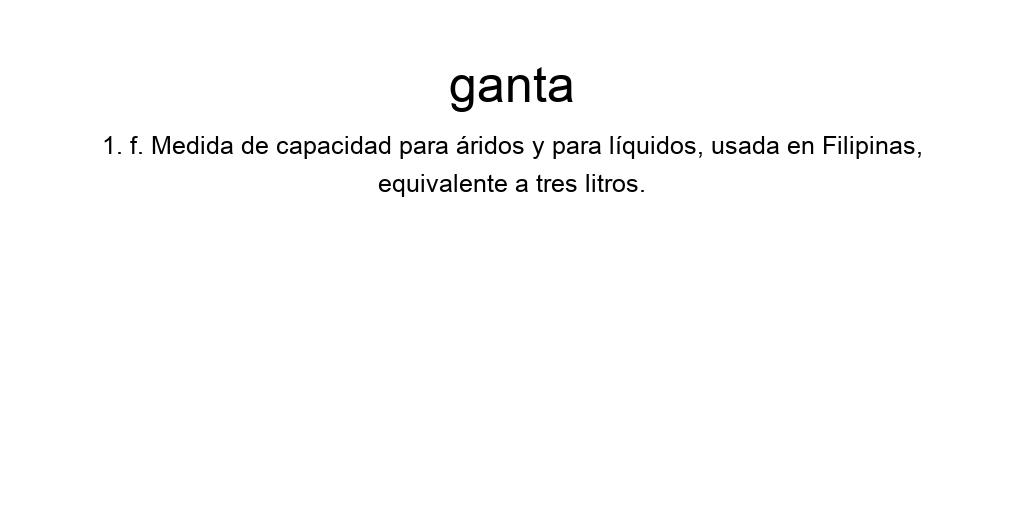 ganta
1. f. Medida de capacidad para áridos y para líquidos, usada en Filipinas,
equivalente a tres litros.